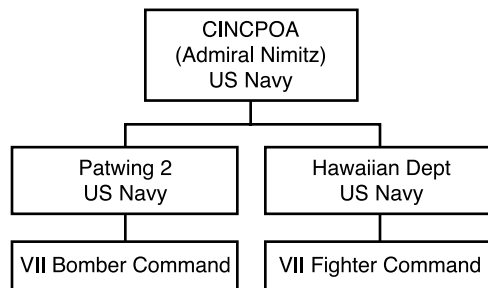 CINCPOA
(Admiral Nimitz)
US Navy
Patwing 2
US Navy
Hawaiian Dept
US Navy
VII Bomber Command
VII Fighter Command